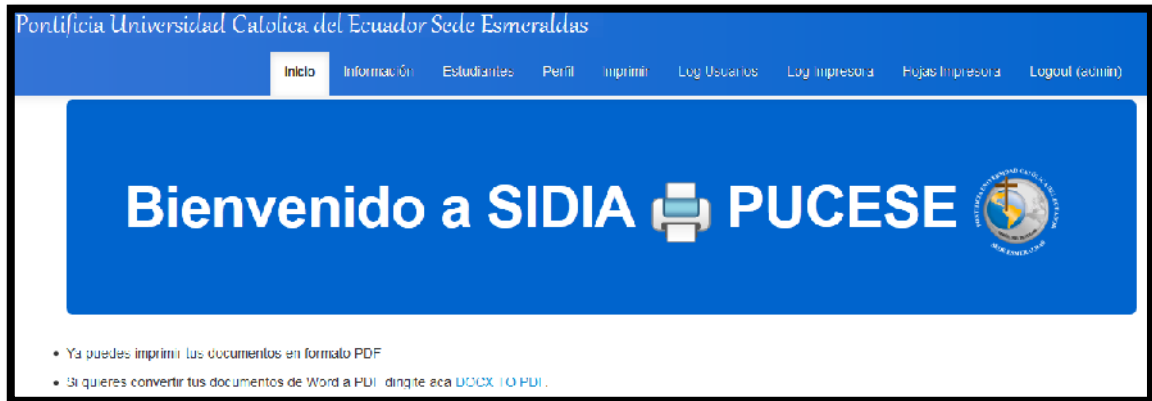 Pontificia Universidad Catolica del Ecuador Sede Esmeraldas
Inicio Información Estudiantes Perfil Imprimir Log Usuarios Log Impresora Hojas Impresora Logout (admin)
Bienvenido a SIDIA PUCESE
Ya puedes imprimir tus documentos en formato PDF
Si quieres convertir tus documentos de Word a PDF dirigite aca DOCX TO PDF.